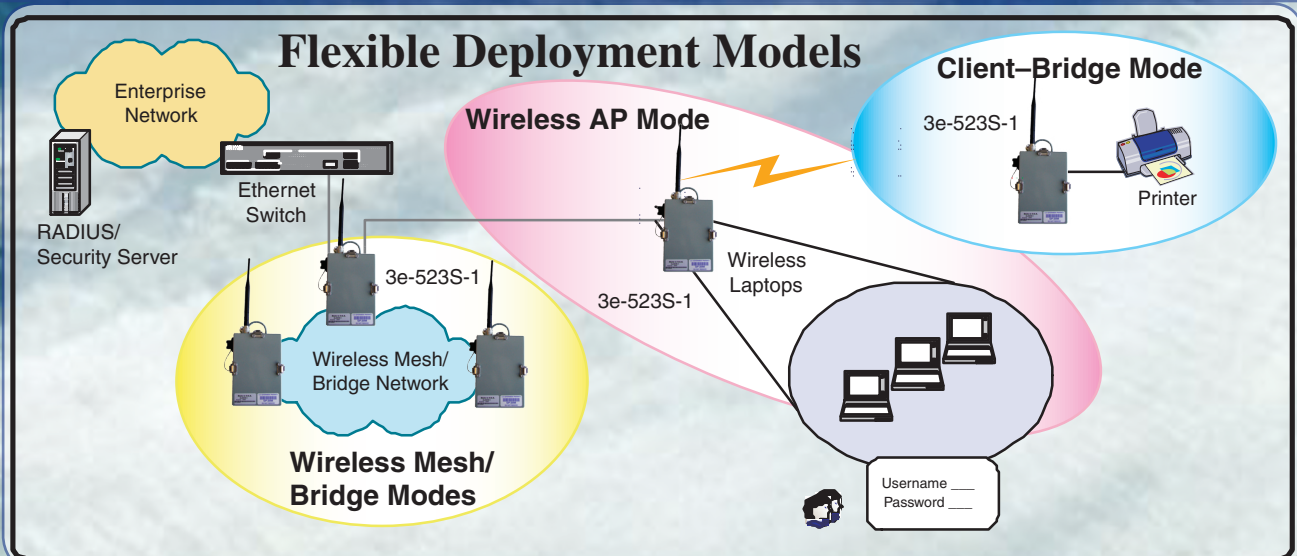 Flexible Deployment Models
Enterprise
Network
RADIUS/
Security Server
Ethernet
Switch
3e-523S-1
Wireless Mesh/
Bridge Network
Wireless Mesh/
Bridge Modes
Wireless AP Mode
3e-523S-1
Wireless
Laptops
Client–Bridge Mode
3e-523S-1
Printer
Username ___
Password ___